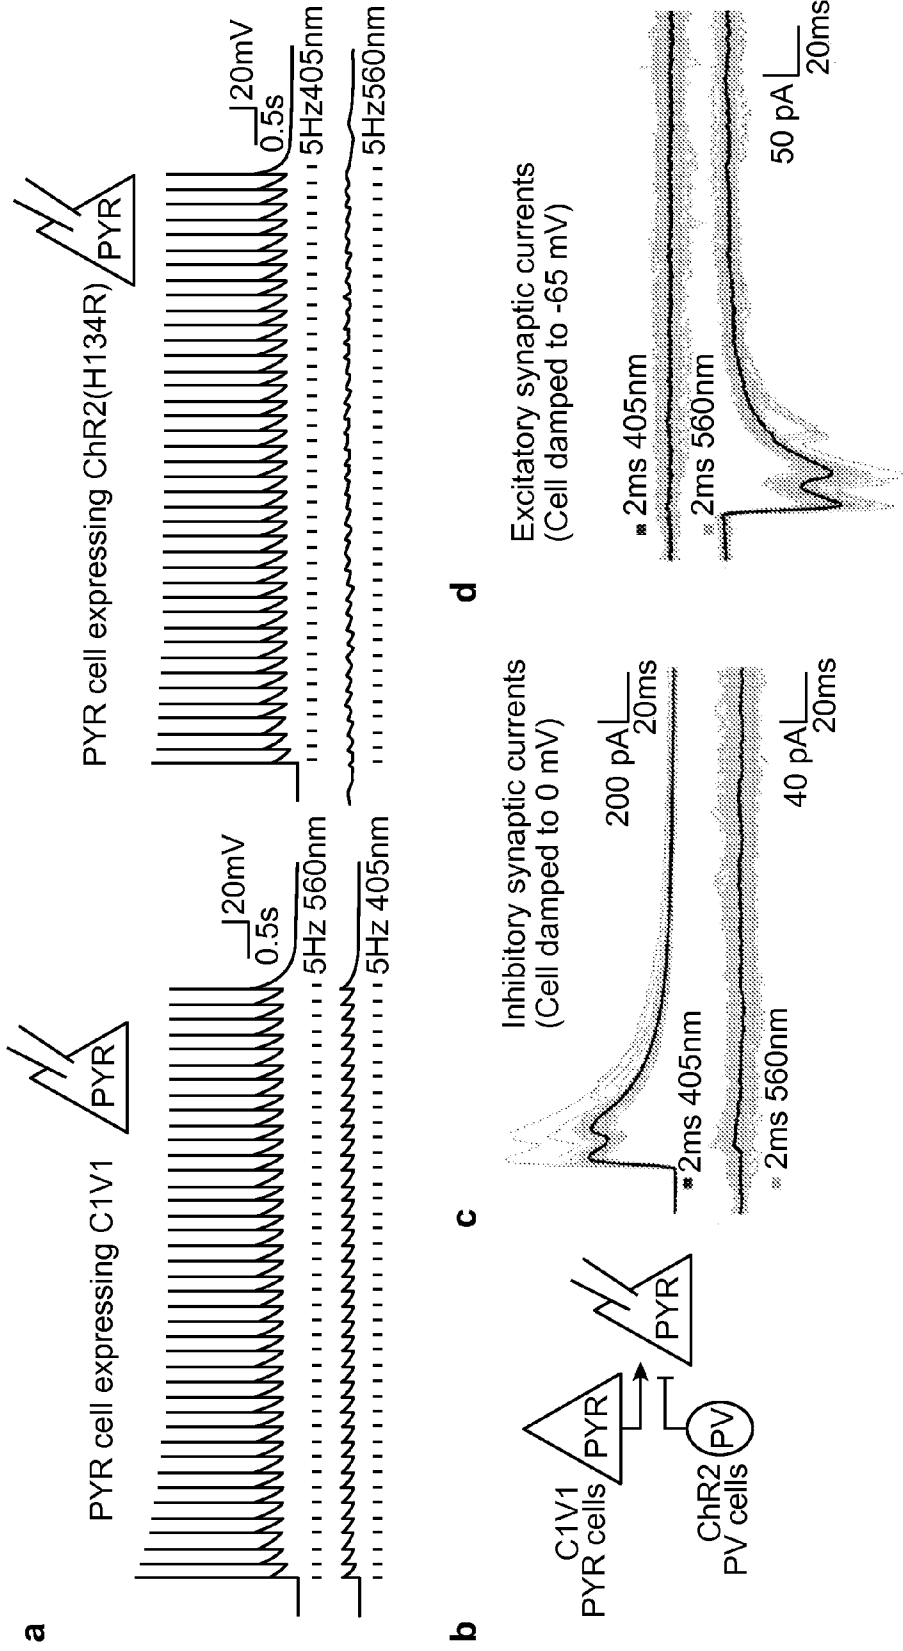 a
PYR cell expressing C1V1
PYR
20mV
0.5s
5Hz 560nm
5Hz 405nm
PYR cell expressing ChR2(H134R)
PYR
20mV
0.5s
5Hz405nm
5Hz560nm
b
C1V1
PYR cells
PYR
PYR
ChR2
PV cells
PV
c
Inhibitory synaptic currents
(Cell damped to 0 mV)
200 pA
20ms
2ms 405nm
2ms 560nm
40 pA
20ms
d
Excitatory synaptic currents
(Cell damped to -65 mV)
2ms 405nm
2ms 560nm
50 pA
20ms